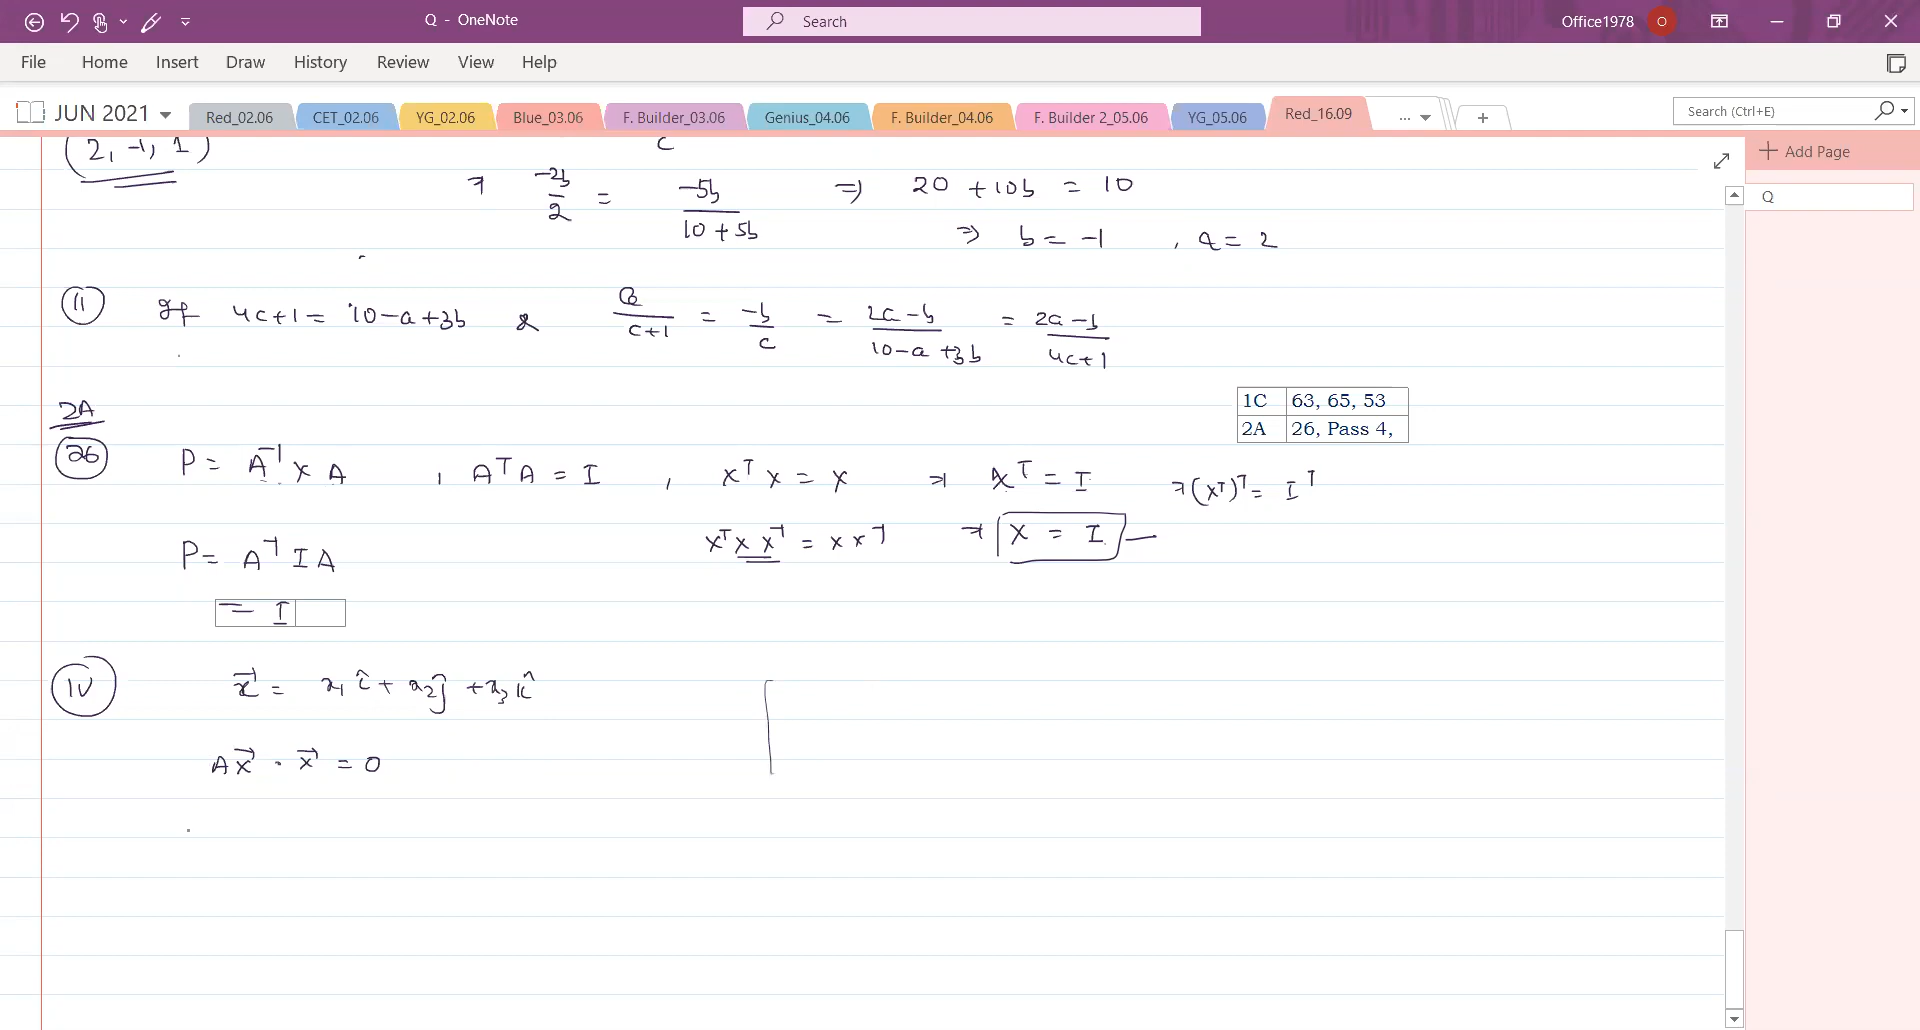 Q - OneNote
Search
Office1978
O
File Home Insert Draw History Review View Help
JUN 2021
Red_02.06 CET_02.06 YG_02.06 Blue_03.06 F. Builder_03.06 Genius_04.06 F. Builder_04.06 F. Builder 2_05.06 YG_05.06 Red_16.09 ... +
Search (Ctrl+E)
Add Page
Q
(2, -1, 1)
c
⇒ -2b/2 = -5b/(10 + 5b) ⇒ 20 + 10b = 10
⇒ b = -1 , a = 2
11 If 4c+1 = 10-a+3b & a/(c+1) = -b/c = (2a-b)/(10-a+3b) = (2a-b)/(4c+1)
1C 63, 65, 53
2A 26, Pass 4,
2A
26 P = A⁻¹ X A , AᵀA = I , XᵀX = X ⇒ Xᵀ = I ⇒ (Xᵀ)ᵀ = Iᵀ
XᵀX X⁻¹ = X X⁻¹ ⇒ X = I
P = A⁻¹ I A
= I
IV x⃗ = x₁î + x₂ĵ + x₃k̂
AX⃗ · X⃗ = 0